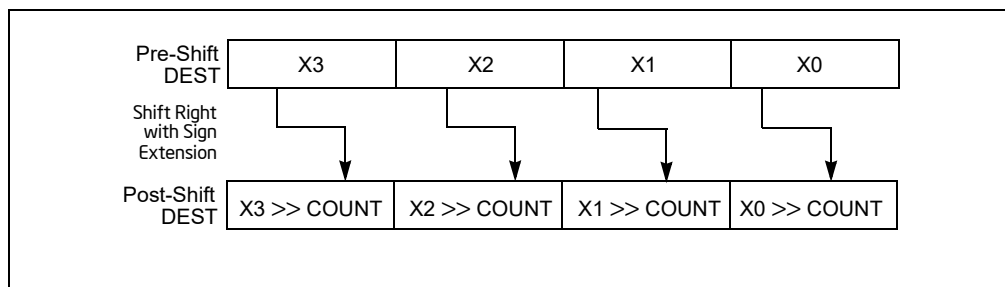 Pre-Shift
DEST
X3 X2 X1 X0
Shift Right
with Sign
Extension
Post-Shift
DEST
X3 >> COUNT X2 >> COUNT X1 >> COUNT X0 >> COUNT